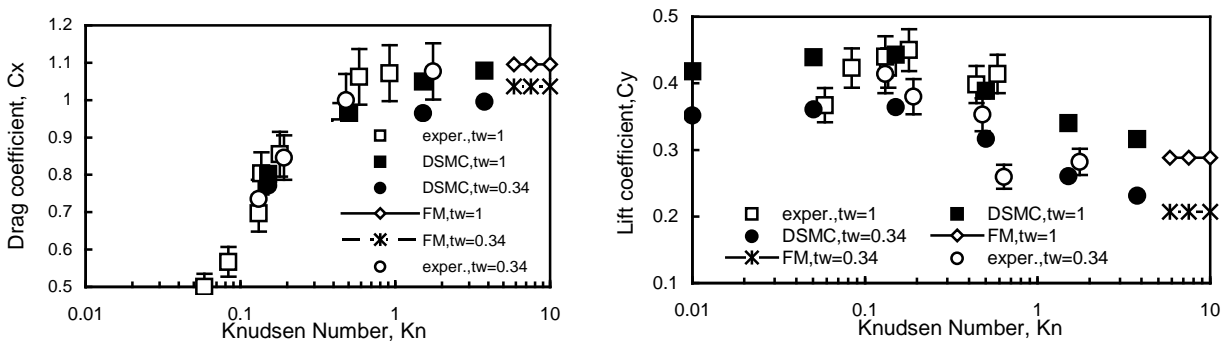 1.2
1.1
1
0.9
0.8
0.7
0.6
0.5
Drag coefficient, Cx
0.01
0.1
1
10
Knudsen Number, Kn
exper.,tw=1
DSMC,tw=1
DSMC,tw=0.34
FM,tw=1
FM,tw=0.34
exper.,tw=0.34
0.5
0.4
0.3
0.2
0.1
Lift coefficient,Cy
0.01
0.1
1
10
Knudsen Number, Kn
exper.,tw=1
DSMC,tw=1
DSMC,tw=0.34
FM,tw=1
FM,tw=0.34
exper.,tw=0.34